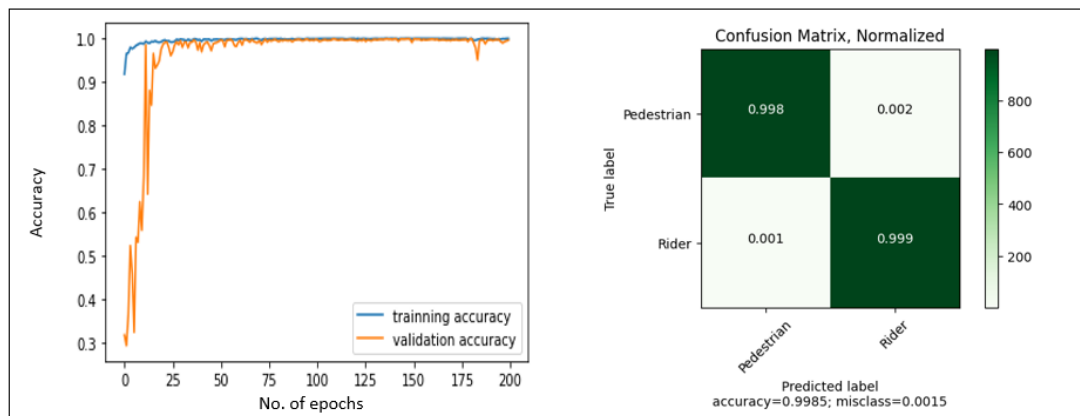 1.0
0.9
0.8
0.7
0.6
0.5
0.4
0.3
Accuracy
0
25
50
75
100
125
150
175
200
No. of epochs
trainning accuracy
validation accuracy
Confusion Matrix, Normalized
True label
Pedestrian
Rider
0.998
0.002
0.001
0.999
Pedestrian
Rider
Predicted label
accuracy=0.9985; misclass=0.0015
800
600
400
200